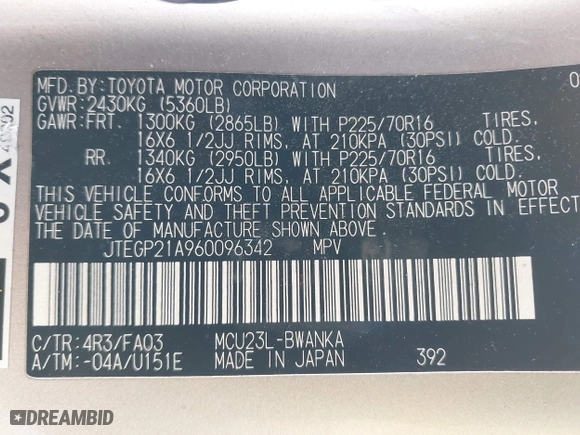 MFD.BY:TOYOTA MOTOR CORPORATION
GVWR:2430KG (5360LB) 0
GAWR:FRT. 1300KG (2865LB) WITH P225/70R16 TIRES,
16X6 1/2JJ RIMS, AT 210KPA (30PSI) COLD.
RR. 1340KG (2950LB) WITH P225/70R16 TIRES,
16X6 1/2JJ RIMS, AT 210KPA (30PSI) COLD.
THIS VEHICLE CONFORMS TO ALL APPLICABLE FEDERAL MOTOR
VEHICLE SAFETY AND THEFT PREVENTION STANDARDS IN EFFECT
THE DATE OF MANUFACTURE SHOWN ABOVE.
JTEGP21A960096342 MPV
C/TR:4R3/FA03 MCU23L-BWANKA
A/TM:-04A/U151E MADE IN JAPAN 392
DREAMBID